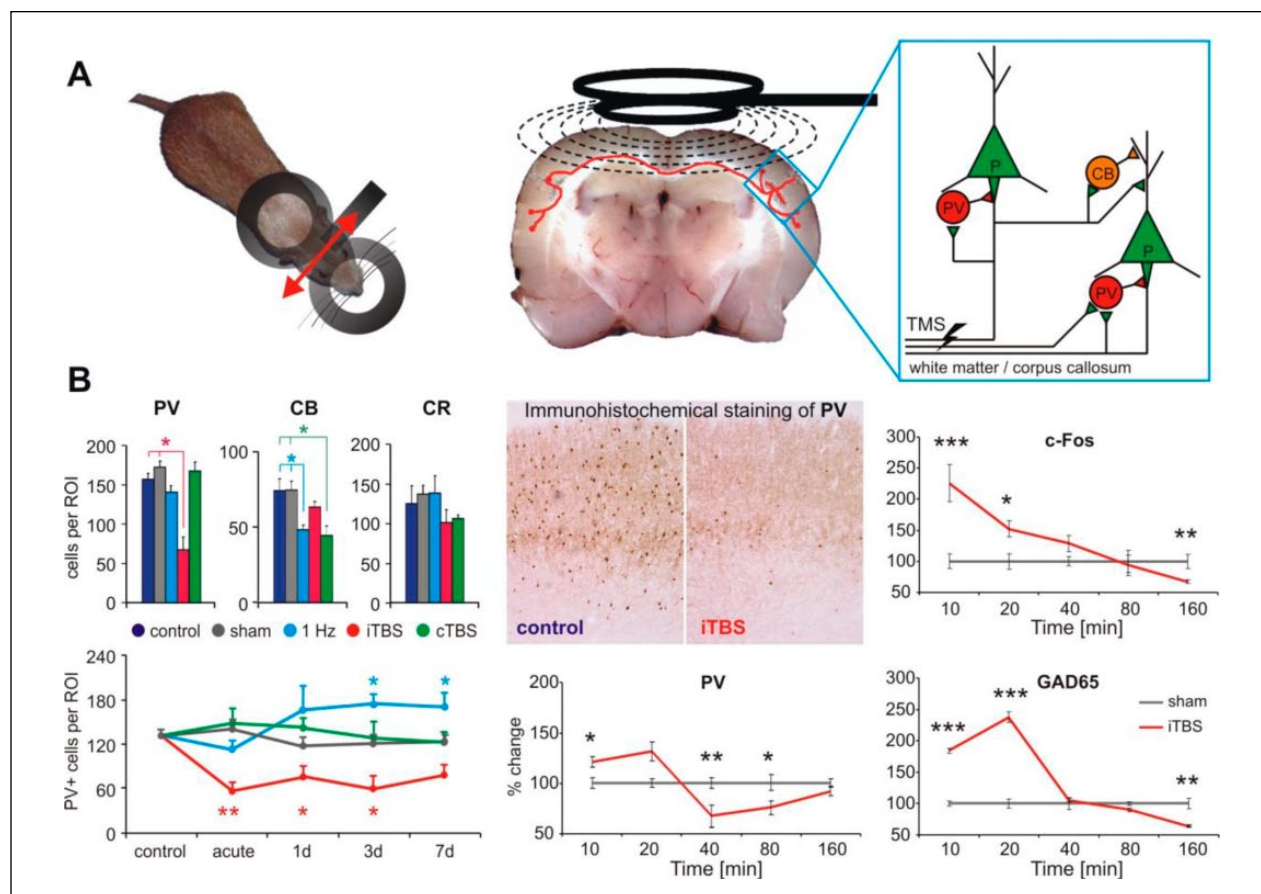 A
P
CB
PV
P
PV
TMS
white matter / corpus callosum
B
PV
CB
CR
cells per ROI
200
150
100
50
0
*
100
50
0
*
*
200
150
100
50
0
control
sham
1 Hz
iTBS
cTBS
PV+ cells per ROI
240
180
120
60
0
*
*
**
*
*
control
acute
1d
3d
7d
Immunohistochemical staining of PV
control
iTBS
c-Fos
300
250
200
150
100
50
***
*
**
10
20
40
80
160
Time [min]
PV
% change
200
150
100
50
*
**
*
10
20
40
80
160
Time [min]
GAD65
300
250
200
150
100
50
***
***
**
sham
iTBS
10
20
40
80
160
Time [min]